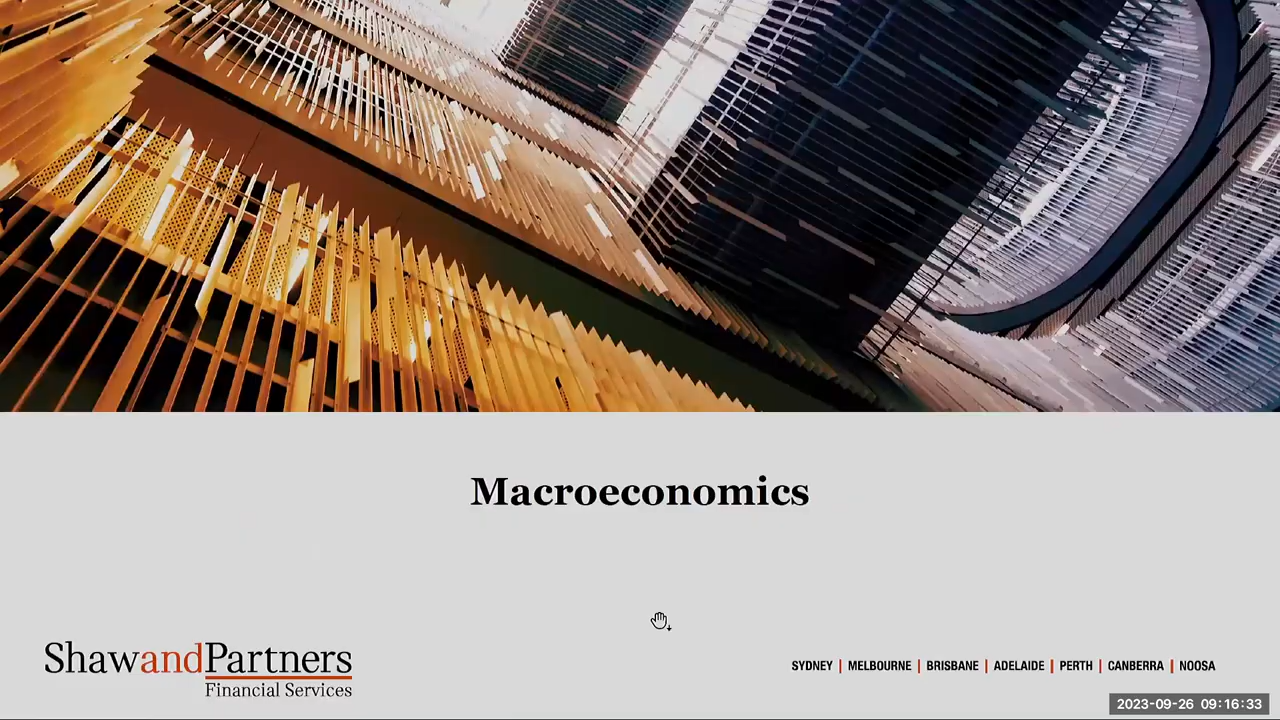 Macroeconomics
ShawandPartners
Financial Services
SYDNEY | MELBOURNE | BRISBANE | ADELAIDE | PERTH | CANBERRA | NOOSA
2023-09-26 09:16:33